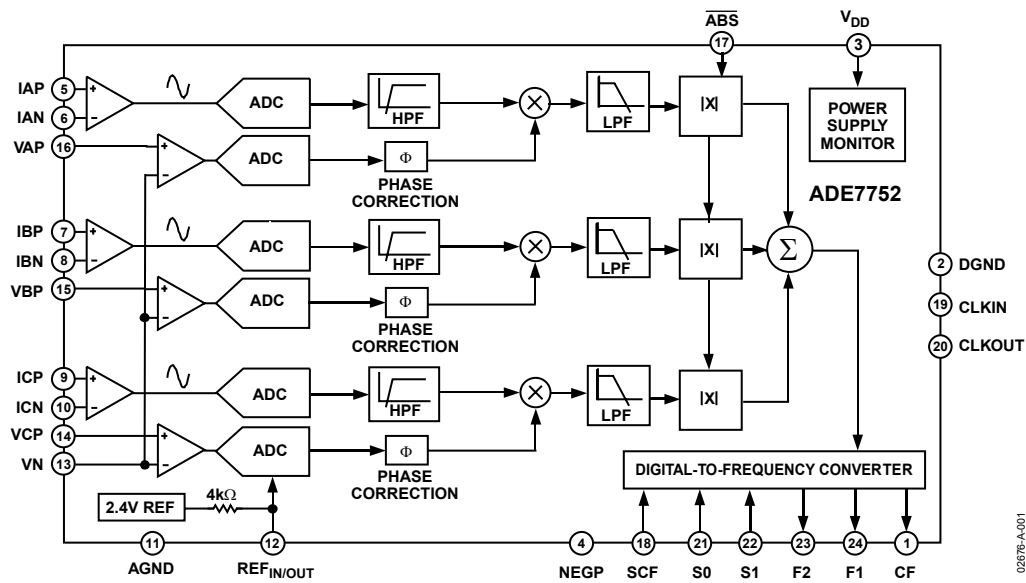 ABS
17
VDD
3
IAP 5 + ADC HPF × LPF |X|
IAN 6 –
POWER
SUPPLY
MONITOR
VAP 16 + – ADC Φ
PHASE
CORRECTION
ADE7752
IBP 7 + ADC HPF × LPF |X| Σ
IBN 8 –
2 DGND
VBP 15 + – ADC Φ
PHASE
CORRECTION
19 CLKIN
20 CLKOUT
ICP 9 + ADC HPF × LPF |X|
ICN 10 –
VCP 14 + – ADC Φ
VN 13
PHASE
CORRECTION
DIGITAL-TO-FREQUENCY CONVERTER
2.4V REF 4kΩ
11 12 4 18 21 22 23 24 1
AGND REFIN/OUT NEGP SCF S0 S1 F2 F1 CF
02676-A-001